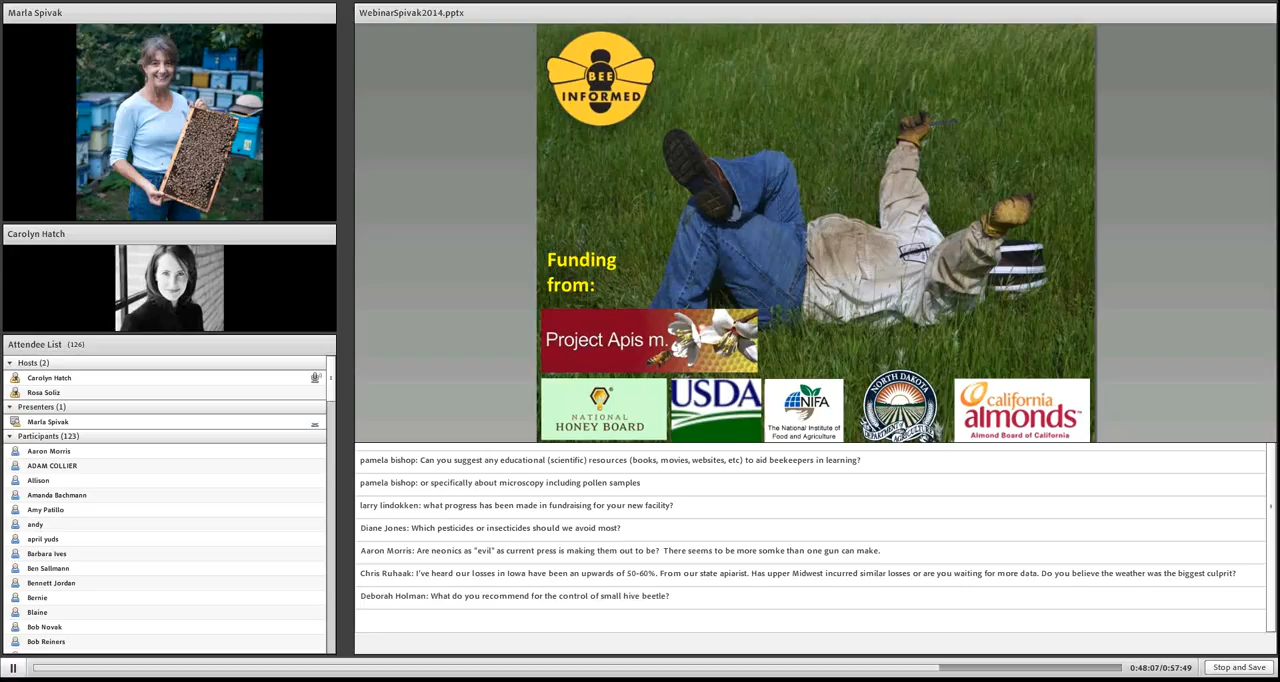 Marla Spivak
Carolyn Hatch
Attendee List (126)
Hosts (2)
Carolyn Hatch
Rosa Soliz
Presenters (1)
Marla Spivak
Participants (123)
Aaron Morris
ADAM COLLIER
Allison
Amanda Bachmann
Amy Patillo
andy
april yuds
Barbara Ives
Ben Sallmann
Bennett Jordan
Bernie
Blaine
Bob Novak
Bob Reiners
WebinarSpivak2014.pptx
BEE
INFORMED
Funding
from:
Project Apis m.
NATIONAL
HONEY BOARD
USDA
NIFA
The National Institute of
Food and Agriculture
NORTH DAKOTA
DEPARTMENT OF AGRICULTURE
california
almonds™
Almond Board of California
pamela bishop: Can you suggest any educational (scientific) resources (books, movies, websites, etc) to aid beekeepers in learning?
pamela bishop: or specifically about microscopy including pollen samples
larry lindokken: what progress has been made in fundraising for your new facility?
Diane Jones: Which pesticides or insecticides should we avoid most?
Aaron Morris: Are neonics as "evil" as current press is making them out to be?  There seems to be more somke than one gun can make.
Chris Ruhaak: I've heard our losses in Iowa have been an upwards of 50-60%. From our state apiarist. Has upper Midwest incurred similar losses or are you waiting for more data. Do you believe the weather was the biggest culprit?
Deborah Holman: What do you recommend for the control of small hive beetle?
0:48:07/0:57:49
Stop and Save